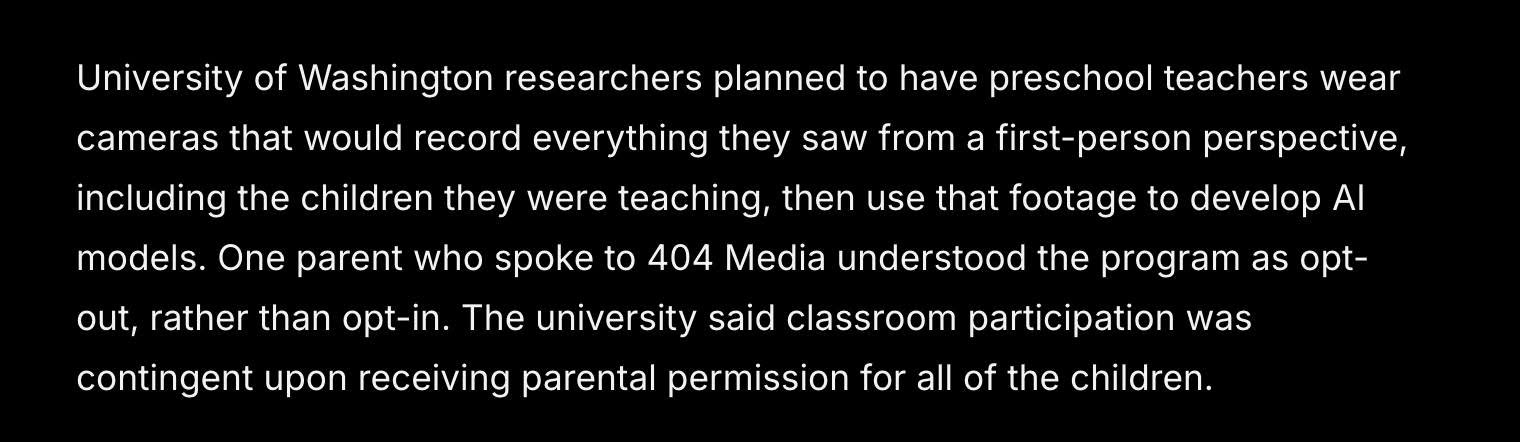 University of Washington researchers planned to have preschool teachers wear
cameras that would record everything they saw from a first-person perspective,
including the children they were teaching, then use that footage to develop AI
models. One parent who spoke to 404 Media understood the program as opt-
out, rather than opt-in. The university said classroom participation was
contingent upon receiving parental permission for all of the children.